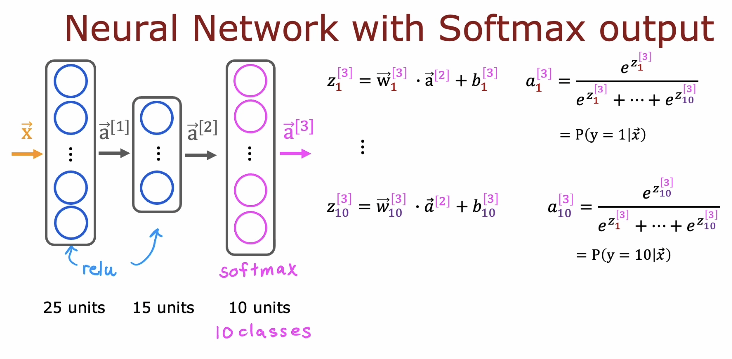 Neural Network with Softmax output
x⃗ a⃗^[1] a⃗^[2] a⃗^[3]
relu
softmax
25 units 15 units 10 units
10 classes
z_1^[3] = w⃗_1^[3] · a⃗^[2] + b_1^[3]
⋮
z_10^[3] = w⃗_10^[3] · a⃗^[2] + b_10^[3]
a_1^[3] = e^{z_1^[3]} / (e^{z_1^[3]} + ⋯ + e^{z_10^[3]})
= P(y = 1|x⃗)
a_10^[3] = e^{z_10^[3]} / (e^{z_1^[3]} + ⋯ + e^{z_10^[3]})
= P(y = 10|x⃗)